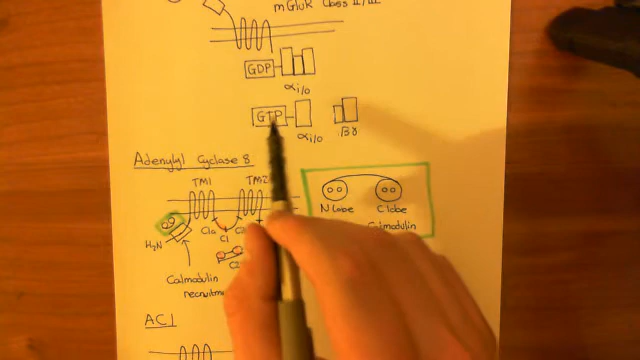 mGluR Class II/III
GDP
αi/o
GTP
αi/o
βγ
Adenylyl Cyclase 8
TM1
TM2
N lobe
C lobe
Calmodulin
H₂N
C1a
C1
C2
Calmodulin
AC1